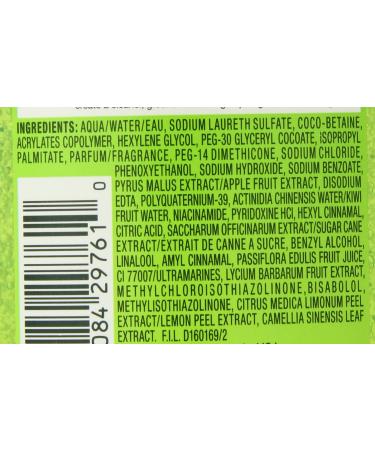 INGREDIENTS: AQUA/WATER/EAU, SODIUM LAURETH SULFATE, COCO-BETAINE,
ACRYLATES COPOLYMER, HEXYLENE GLYCOL, PEG-30 GLYCERYL COCOATE, ISOPROPYL
PALMITATE, PARFUM/FRAGRANCE, PEG-14 DIMETHICONE, SODIUM CHLORIDE,
PHENOXYETHANOL, SODIUM HYDROXIDE, SODIUM BENZOATE,
PYRUS MALUS EXTRACT/APPLE FRUIT EXTRACT, DISODIUM
EDTA, POLYQUATERNIUM-39, ACTINIDIA CHINENSIS WATER/KIWI
FRUIT WATER, NIACINAMIDE, PYRIDOXINE HCI, HEXYL CINNAMAL,
CITRIC ACID, SACCHARUM OFFICINARUM EXTRACT/SUGAR CANE
EXTRACT/EXTRAIT DE CANNE A SUCRE, BENZYL ALCOHOL,
LINALOOL, AMYL CINNAMAL, PASSIFLORA EDULIS FRUIT JUICE,
CI 77007/ULTRAMARINES, LYCIUM BARBARUM FRUIT EXTRACT,
METHYLCHLOROISOTHIAZOLINONE, BISABOLOL,
METHYLISOTHIAZOLINONE, CITRUS MEDICA LIMONUM PEEL
EXTRACT/LEMON PEEL EXTRACT, CAMELLIA SINENSIS LEAF
EXTRACT. F.I.L. D160169/2
084 29761 0